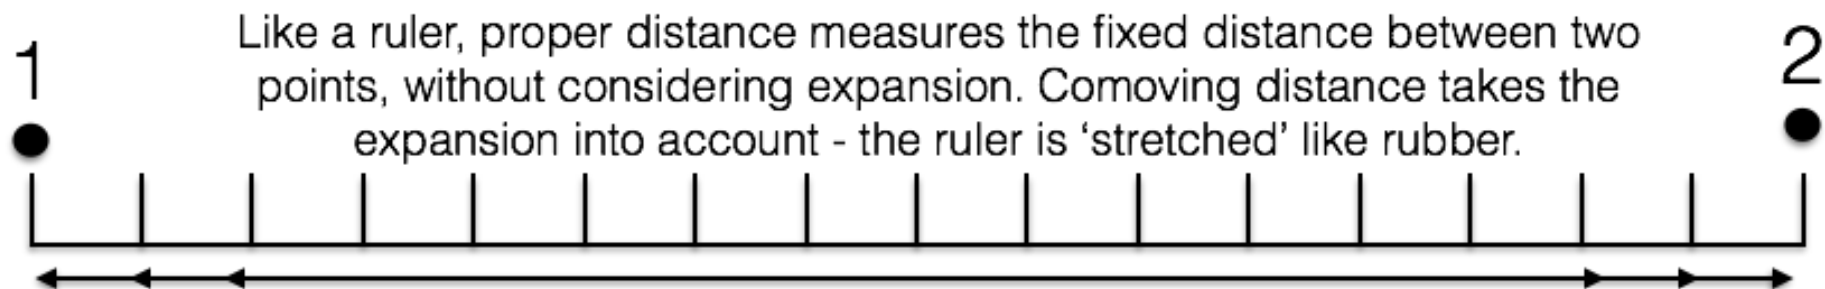 1
Like a ruler, proper distance measures the fixed distance between two
points, without considering expansion. Comoving distance takes the
expansion into account - the ruler is ‘stretched’ like rubber.
2